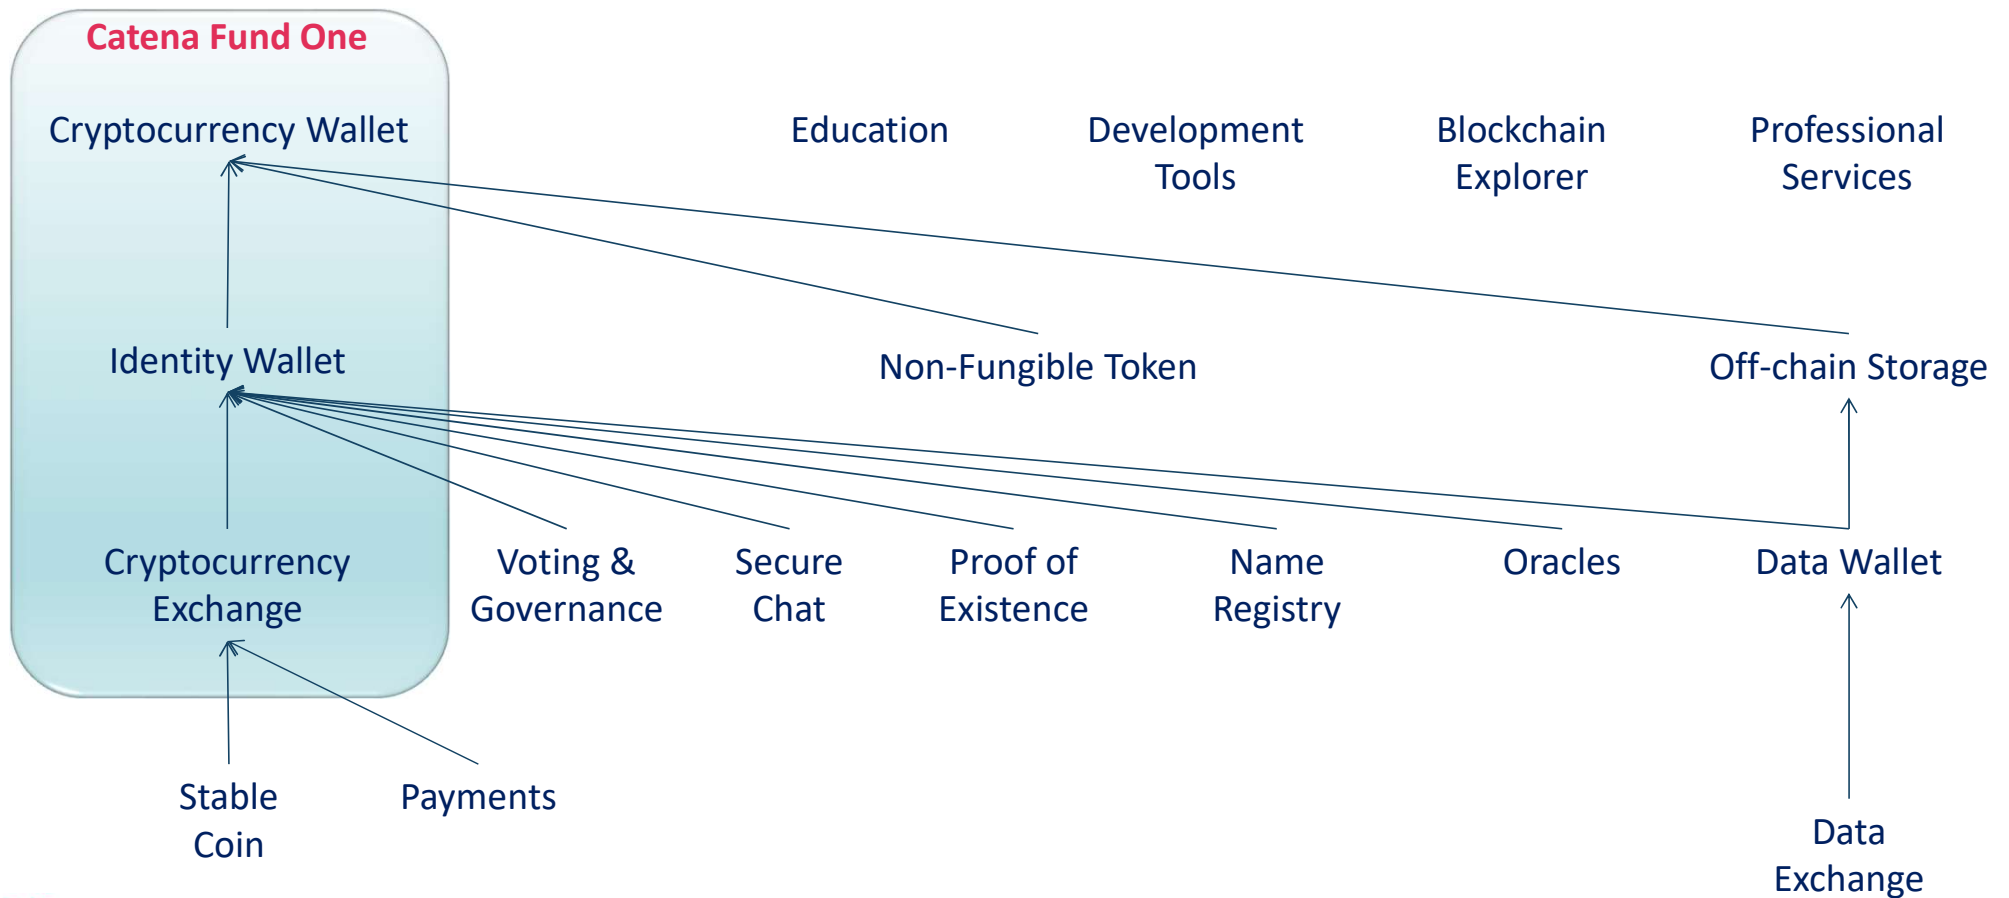 Catena Fund One
Cryptocurrency Wallet
Education
Development
Tools
Blockchain
Explorer
Professional
Services
Identity Wallet
Non-Fungible Token
Off-chain Storage
Cryptocurrency
Exchange
Voting &
Governance
Secure
Chat
Proof of
Existence
Name
Registry
Oracles
Data Wallet
Stable
Coin
Payments
Data
Exchange